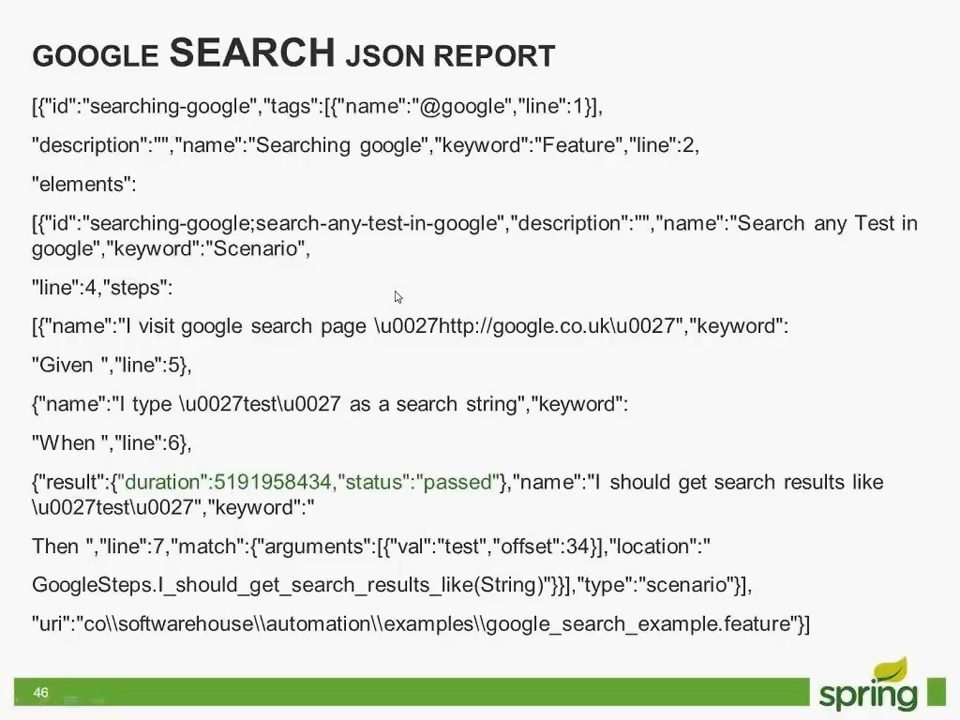 GOOGLE SEARCH JSON REPORT
[{"id":"searching-google","tags":[{"name":"@google","line":1}],
"description":"","name":"Searching google","keyword":"Feature","line":2,
"elements":
[{"id":"searching-google;search-any-test-in-google","description":"","name":"Search any Test in
google","keyword":"Scenario",
"line":4,"steps":
[{"name":"I visit google search page \u0027http://google.co.uk\u0027","keyword":
"Given ","line":5},
{"name":"I type \u0027test\u0027 as a search string","keyword":
"When ","line":6},
{"result":{"duration":5191958434,"status":"passed"},"name":"I should get search results like
\u0027test\u0027","keyword":"
Then ","line":7,"match":{"arguments":[{"val":"test","offset":34}],"location":"
GoogleSteps.I_should_get_search_results_like(String)"}}],"type":"scenario"}],
"uri":"co\\softwarehouse\\automation\\examples\\google_search_example.feature"}]
46
spring